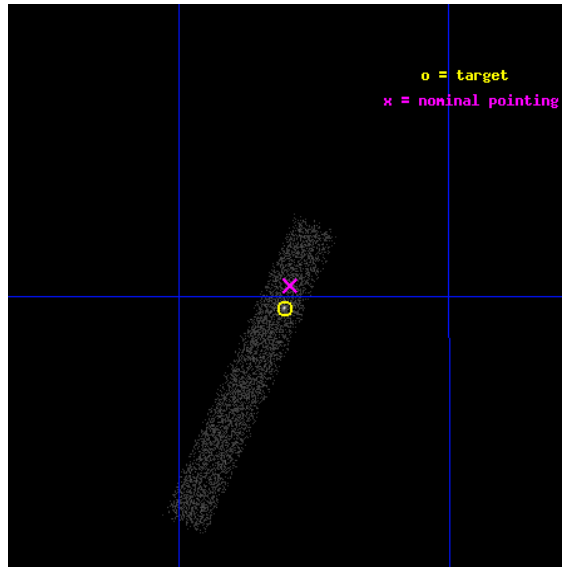 o = target
x = nominal pointing